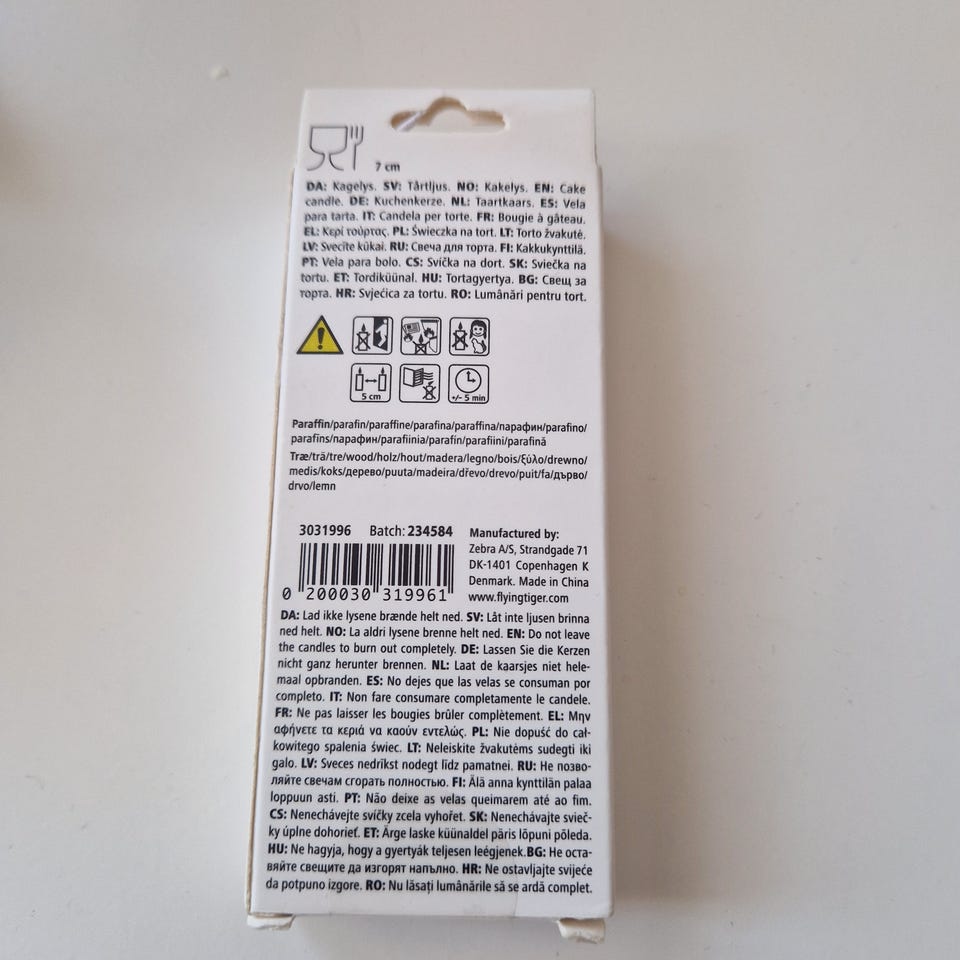 7 cm
DA: Kagelys. SV: Tårtljus. NO: Kakelys. EN: Cake
candle. DE: Kuchenkerze. NL: Taartkaars. ES: Vela
para tarta. IT: Candela per torte. FR: Bougie à gâteau.
EL: Κερί τούρτας. PL: Świeczka na tort. LT: Torto žvakutė.
LV: Svecīte kūkai. RU: Свеча для торта. FI: Kakkukynttilä.
PT: Vela para bolo. CS: Svíčka na dort. SK: Sviečka na
tortu. ET: Tordiküünal. HU: Tortagyertya. BG: Свещ за
торта. HR: Svjećica za tortu. RO: Lumânări pentru tort.
5 cm
+/- 5 min
Paraffin/parafin/paraffine/parafina/paraffina/парафин/parafino/
parafīns/парафин/parafiinia/parafín/parafiini/parafină
Træ/trä/tre/wood/holz/hout/madera/legno/bois/ξύλο/drewno/
medis/koks/дерево/puuta/madeira/dřevo/drevo/puit/fa/дърво/
drvo/lemn
3031996 Batch: 234584
0 200030 319961
Manufactured by:
Zebra A/S, Strandgade 71
DK-1401 Copenhagen K
Denmark. Made in China
www.flyingtiger.com
DA: Lad ikke lysene brænde helt ned. SV: Låt inte ljusen brinna
ned helt. NO: La aldri lysene brenne helt ned. EN: Do not leave
the candles to burn out completely. DE: Lassen Sie die Kerzen
nicht ganz herunter brennen. NL: Laat de kaarsjes niet hele-
maal opbranden. ES: No dejes que las velas se consuman por
completo. IT: Non fare consumare completamente le candele.
FR: Ne pas laisser les bougies brûler complètement. EL: Μην
αφήνετε τα κεριά να καούν εντελώς. PL: Nie dopuść do cał-
kowitego spalenia świec. LT: Neleiskite žvakutėms sudegti iki
galo. LV: Sveces nedrīkst nodegt līdz pamatnei. RU: Не позво-
ляйте свечам сгорать полностью. FI: Älä anna kynttilän palaa
loppuun asti. PT: Não deixe as velas queimarem até ao fim.
CS: Nenechávejte svíčky zcela vyhořet. SK: Nenechávajte svieč-
ky úplne dohorieť. ET: Ärge laske küünaldel päris lõpuni põleda.
HU: Ne hagyja, hogy a gyertyák teljesen leégjenek.BG: Не оста-
вяйте свещите да изгорят напълно. HR: Ne ostavljajte svijeće
da potpuno izgore. RO: Nu lăsați lumânările să se ardă complet.